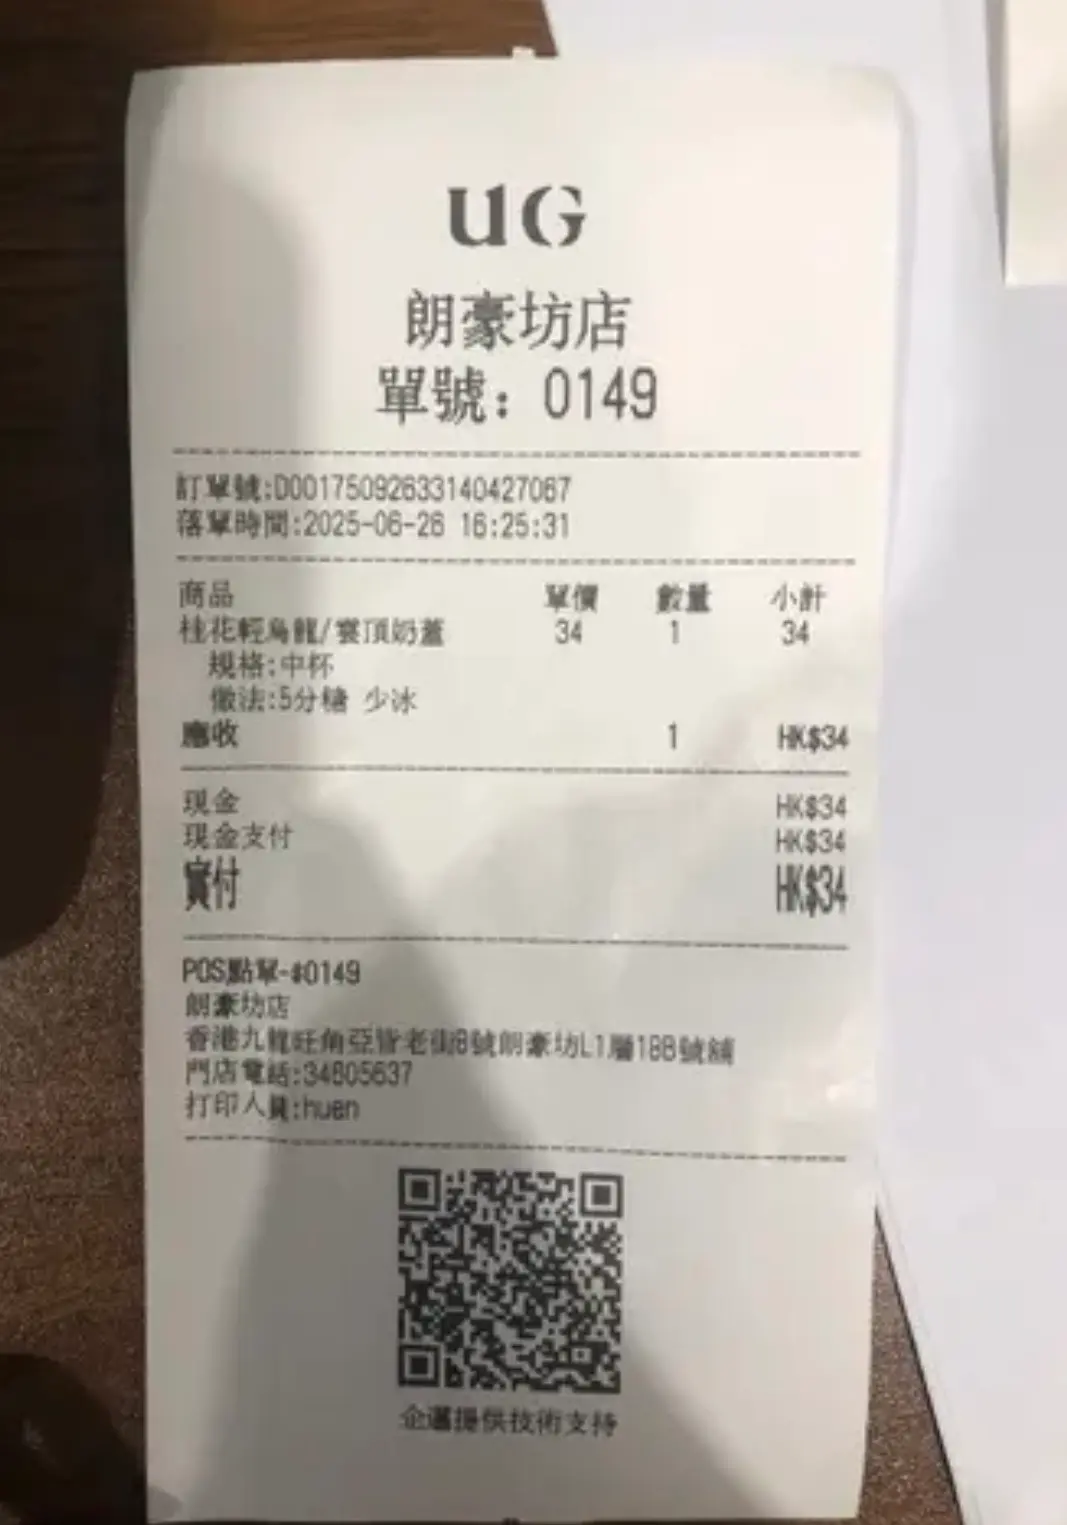 UG
朗豪坊店
單號：0149
訂單號:D00175092633140427067
落單時間:2025-06-26 16:25:31
商品 單價 數量 小計
桂花輕烏龍/雲頂奶蓋 34 1 34
規格:中杯
做法:5分糖 少冰
應收 1 HK$34
現金 HK$34
現金支付 HK$34
實付 HK$34
POS點單-#0149
朗豪坊店
香港九龍旺角亞皆老街8號朗豪坊L1層18B號舖
門店電話:34605637
打印人員:huen
企邁提供技術支持